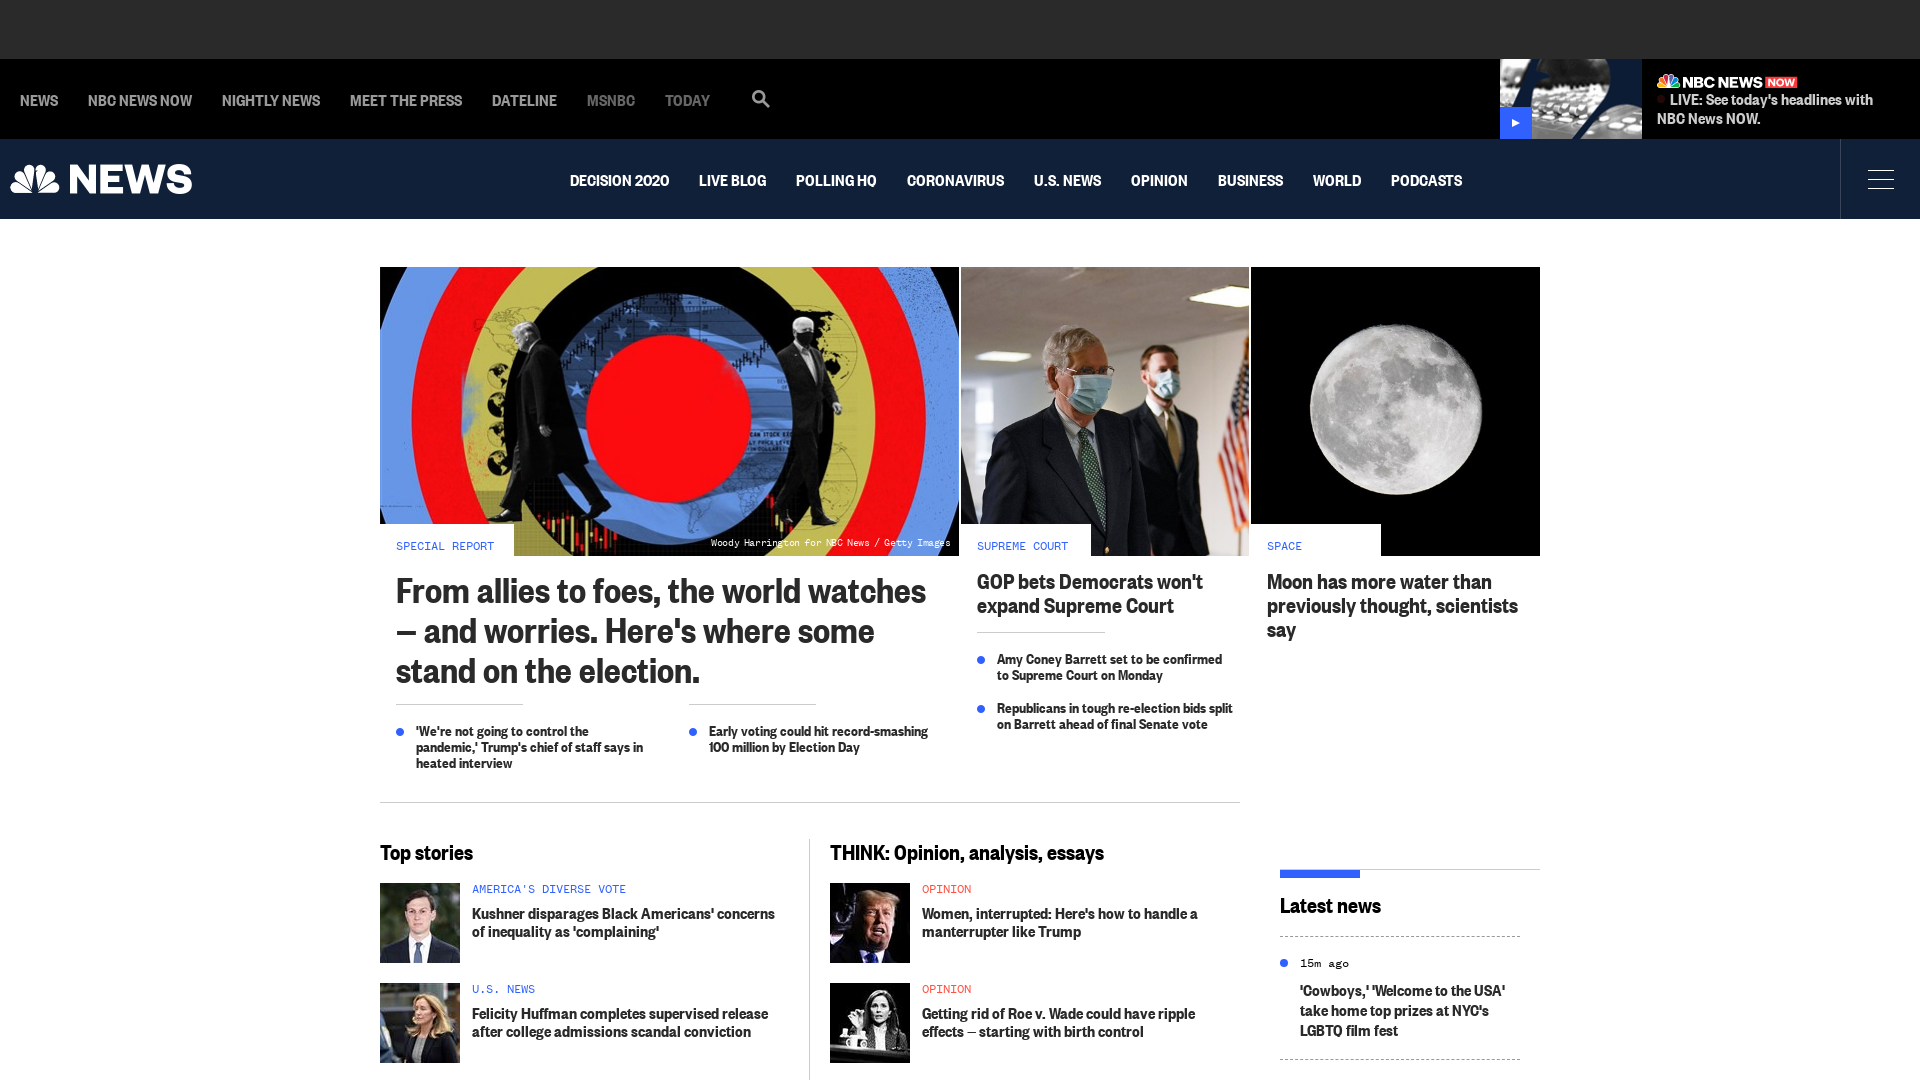 NEWS
NBC NEWS NOW
NIGHTLY NEWS
MEET THE PRESS
DATELINE
MSNBC
TODAY
NBC NEWS NOW
LIVE: See today's headlines with
NBC News NOW.
NEWS
DECISION 2020
LIVE BLOG
POLLING HQ
CORONAVIRUS
U.S. NEWS
OPINION
BUSINESS
WORLD
PODCASTS
Woody Harrington for NBC News / Getty Images
SPECIAL REPORT
From allies to foes, the world watches
— and worries. Here's where some
stand on the election.
'We're not going to control the
pandemic,' Trump's chief of staff says in
heated interview
Early voting could hit record-smashing
100 million by Election Day
SUPREME COURT
GOP bets Democrats won't
expand Supreme Court
Amy Coney Barrett set to be confirmed
to Supreme Court on Monday
Republicans in tough re-election bids split
on Barrett ahead of final Senate vote
SPACE
Moon has more water than
previously thought, scientists
say
Top stories
AMERICA'S DIVERSE VOTE
Kushner disparages Black Americans' concerns
of inequality as 'complaining'
U.S. NEWS
Felicity Huffman completes supervised release
after college admissions scandal conviction
THINK: Opinion, analysis, essays
OPINION
Women, interrupted: Here's how to handle a
manterrupter like Trump
OPINION
Getting rid of Roe v. Wade could have ripple
effects — starting with birth control
Latest news
15m ago
'Cowboys,' 'Welcome to the USA'
take home top prizes at NYC's
LGBTQ film fest